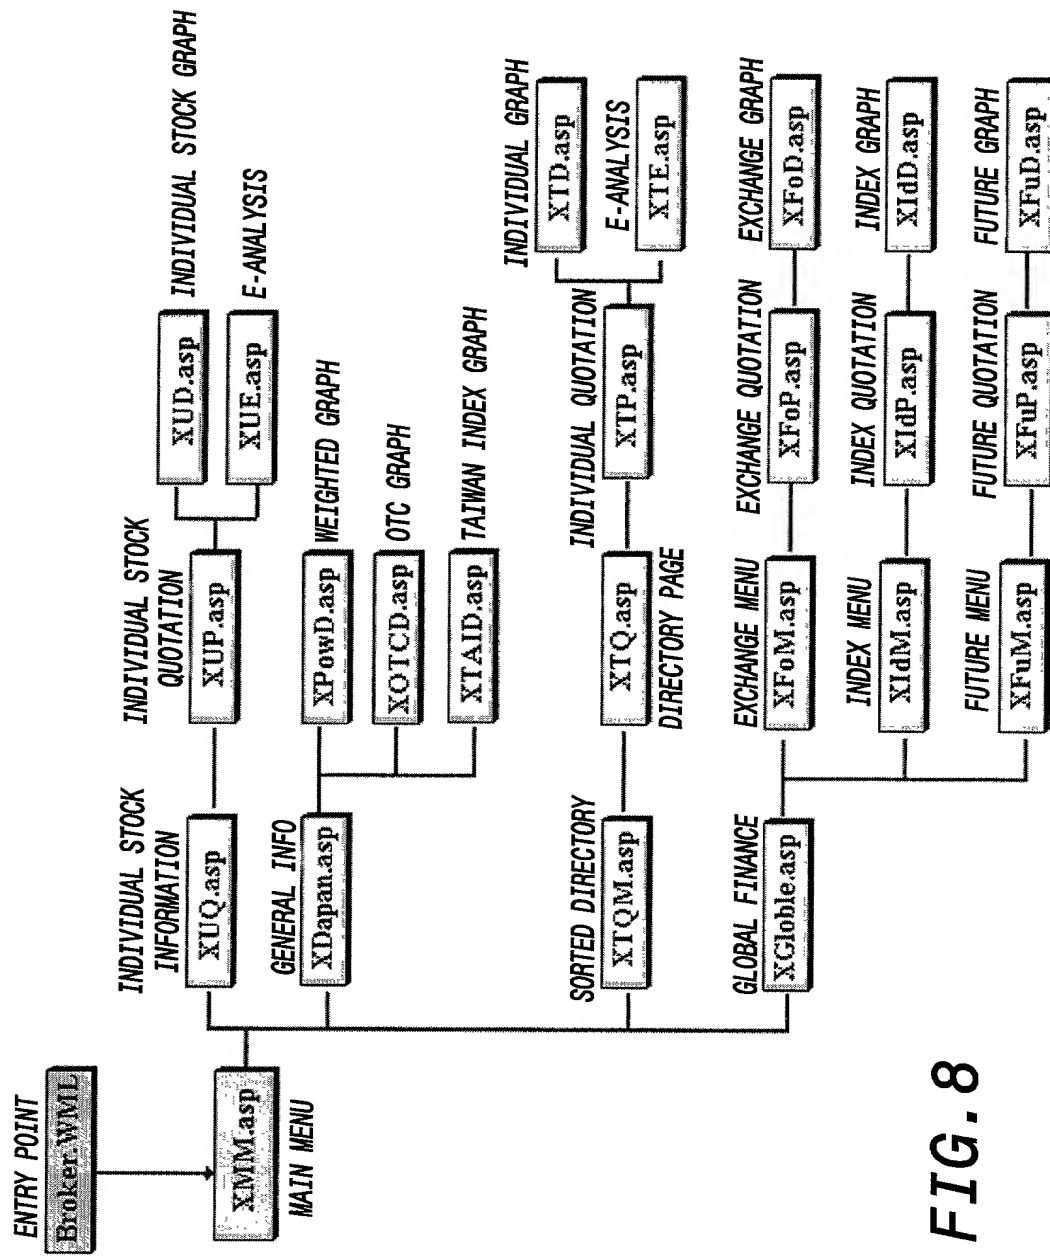 ENTRY POINT
Broker.WML
XMM.asp
MAIN MENU
INDIVIDUAL STOCK
INFORMATION
XUQ.asp
INDIVIDUAL STOCK
QUOTATION
XUP.asp
XUD.asp
INDIVIDUAL STOCK GRAPH
XUE.asp
E-ANALYSIS
GENERAL INFO
XDapan.asp
XPowD.asp
WEIGHTED GRAPH
XOTCD.asp
OTC GRAPH
XTAID.asp
TAIWAN INDEX GRAPH
SORTED DIRECTORY
XTQM.asp
XTQ.asp
DIRECTORY PAGE
INDIVIDUAL QUOTATION
XTP.asp
INDIVIDUAL GRAPH
XTD.asp
E-ANALYSIS
XTE.asp
GLOBAL FINANCE
XGloble.asp
EXCHANGE MENU
XFoM.asp
EXCHANGE QUOTATION
XFoP.asp
EXCHANGE GRAPH
XFoD.asp
INDEX MENU
XIdM.asp
INDEX QUOTATION
XIdP.asp
INDEX GRAPH
XIdD.asp
FUTURE MENU
XFuM.asp
FUTURE QUOTATION
XFuP.asp
FUTURE GRAPH
XFuD.asp
FIG.8